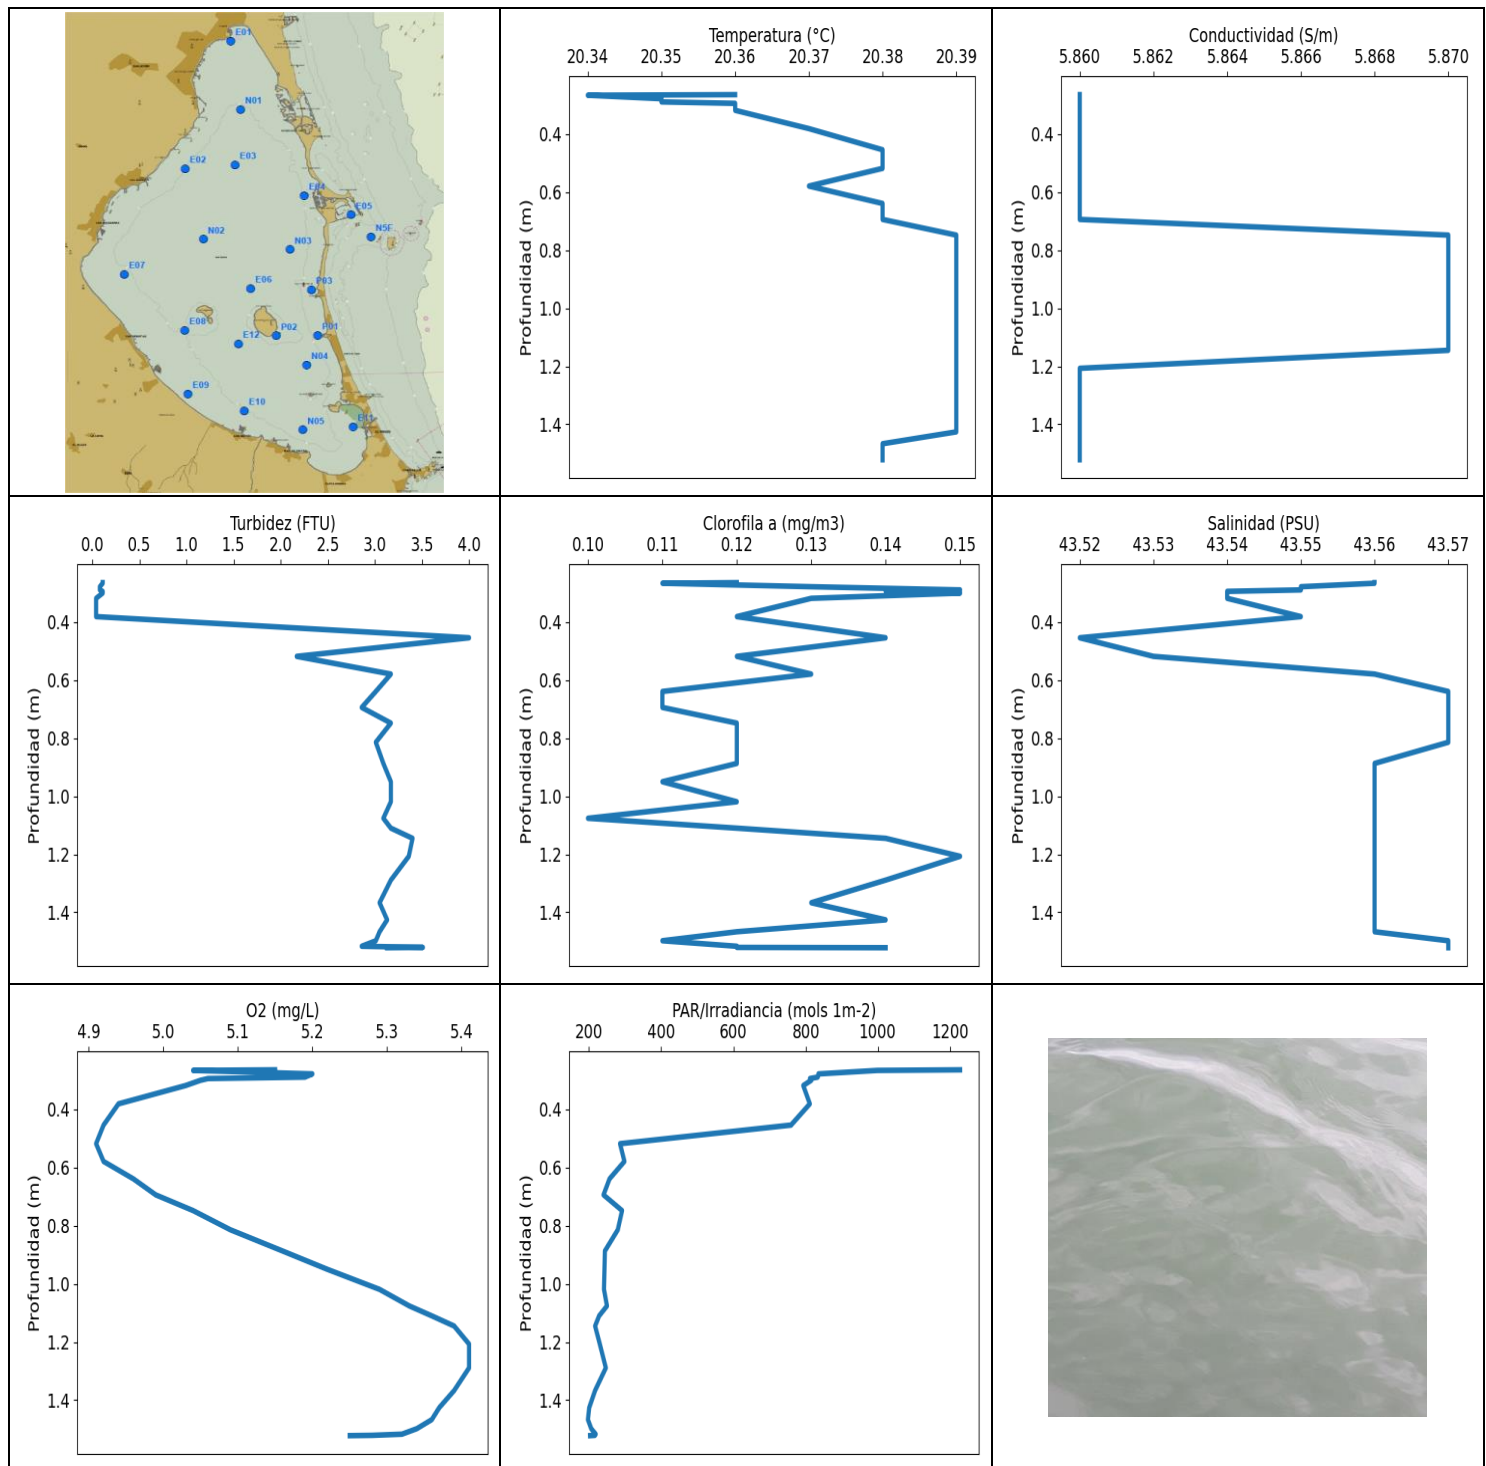 E01
N01
E02
E03
E04
E05
N5F
N02
N03
E07
E06
P03
E08
E12
P02
P01
N04
E09
E10
N05
E11
Temperatura (°C)
20.34 20.35 20.36 20.37 20.38 20.39
Profundidad (m)
0.4
0.6
0.8
1.0
1.2
1.4
Conductividad (S/m)
5.860 5.862 5.864 5.866 5.868 5.870
Profundidad (m)
0.4
0.6
0.8
1.0
1.2
1.4
Turbidez (FTU)
0.0 0.5 1.0 1.5 2.0 2.5 3.0 3.5 4.0
Profundidad (m)
0.4
0.6
0.8
1.0
1.2
1.4
Clorofila a (mg/m3)
0.10 0.11 0.12 0.13 0.14 0.15
Profundidad (m)
0.4
0.6
0.8
1.0
1.2
1.4
Salinidad (PSU)
43.52 43.53 43.54 43.55 43.56 43.57
Profundidad (m)
0.4
0.6
0.8
1.0
1.2
1.4
O2 (mg/L)
4.9 5.0 5.1 5.2 5.3 5.4
Profundidad (m)
0.4
0.6
0.8
1.0
1.2
1.4
PAR/Irradiancia (mols 1m-2)
200 400 600 800 1000 1200
Profundidad (m)
0.4
0.6
0.8
1.0
1.2
1.4